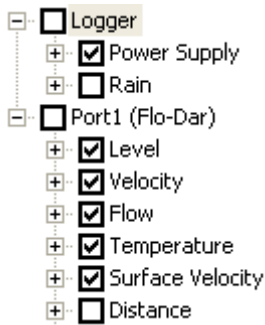 Logger
Power Supply
Rain
Port1 (Flo-Dar)
Level
Velocity
Flow
Temperature
Surface Velocity
Distance